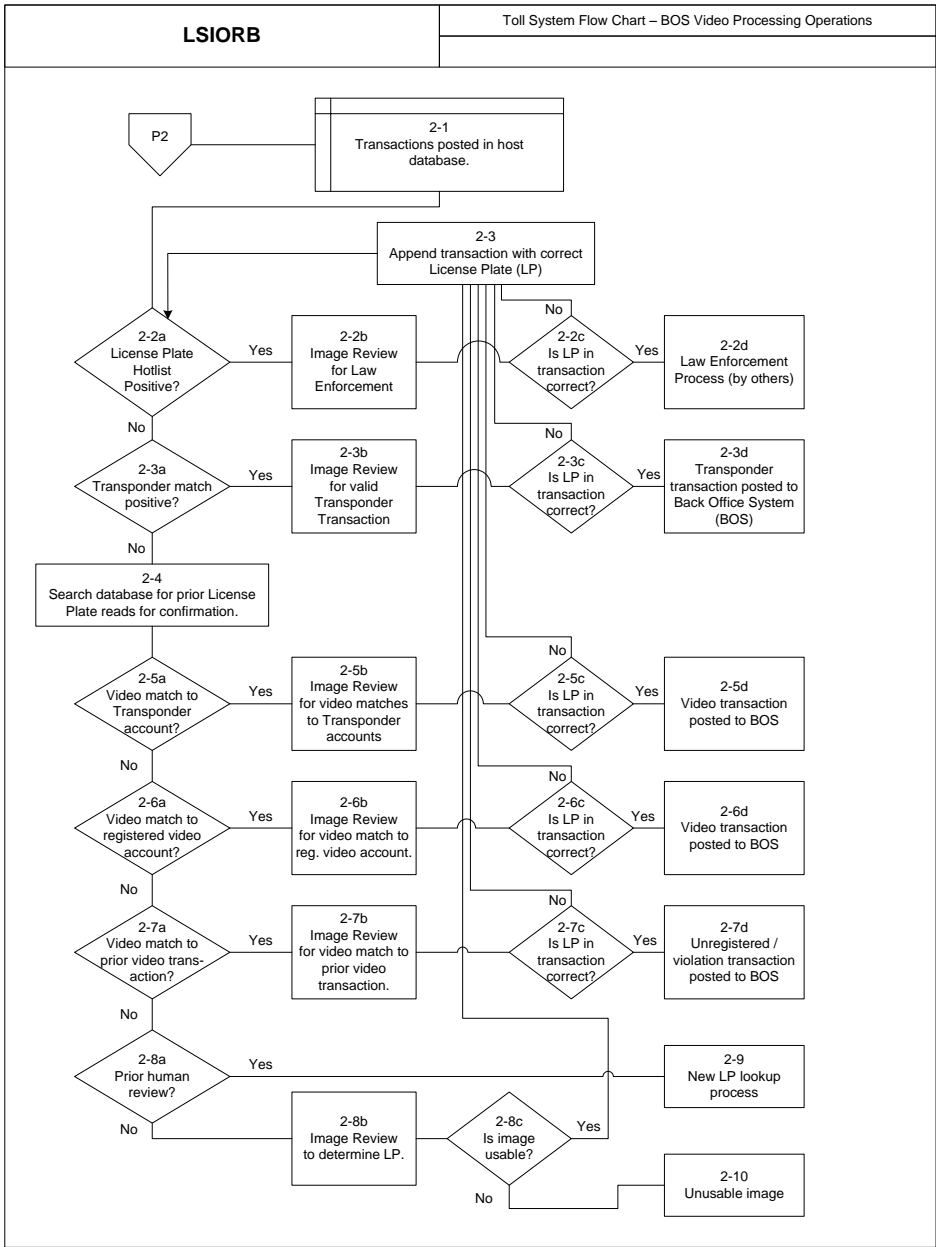 LSIORB
Toll System Flow Chart – BOS Video Processing Operations
P2
2-1
Transactions posted in host
database.
2-3
Append transaction with correct
License Plate (LP)
2-2a
License Plate
Hotlist
Positive?
Yes
2-2b
Image Review
for Law
Enforcement
No
2-2c
Is LP in
transaction
correct?
Yes
2-2d
Law Enforcement
Process (by others)
No
2-3a
Transponder match
positive?
Yes
2-3b
Image Review
for valid
Transponder
Transaction
No
2-3c
Is LP in
transaction
correct?
Yes
2-3d
Transponder
transaction posted to
Back Office System
(BOS)
No
2-4
Search database for prior License
Plate reads for confirmation.
2-5a
Video match to
Transponder
account?
Yes
2-5b
Image Review
for video matches
to Transponder
accounts
No
2-5c
Is LP in
transaction
correct?
Yes
2-5d
Video transaction
posted to BOS
No
2-6a
Video match to
registered video
account?
Yes
2-6b
Image Review
for video match to
reg. video account.
No
2-6c
Is LP in
transaction
correct?
Yes
2-6d
Video transaction
posted to BOS
No
2-7a
Video match to
prior video trans-
action?
Yes
2-7b
Image Review
for video match to
prior video
transaction.
No
2-7c
Is LP in
transaction
correct?
Yes
2-7d
Unregistered /
violation transaction
posted to BOS
No
2-8a
Prior human
review?
Yes
2-9
New LP lookup
process
No
2-8b
Image Review
to determine LP.
2-8c
Is image
usable?
Yes
No
2-10
Unusable image